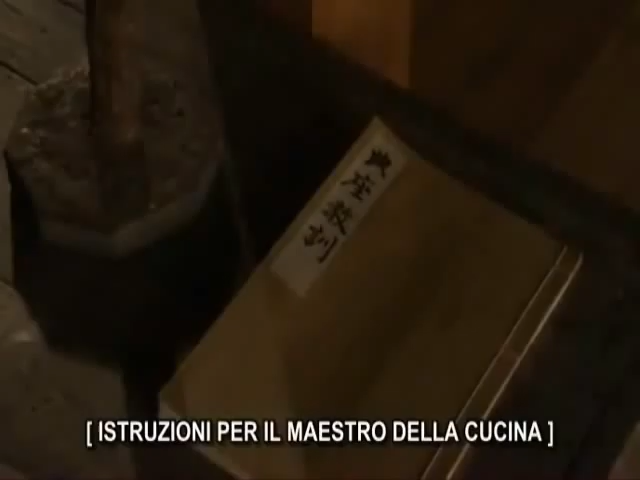 典座教訓
[ ISTRUZIONI PER IL MAESTRO DELLA CUCINA ]